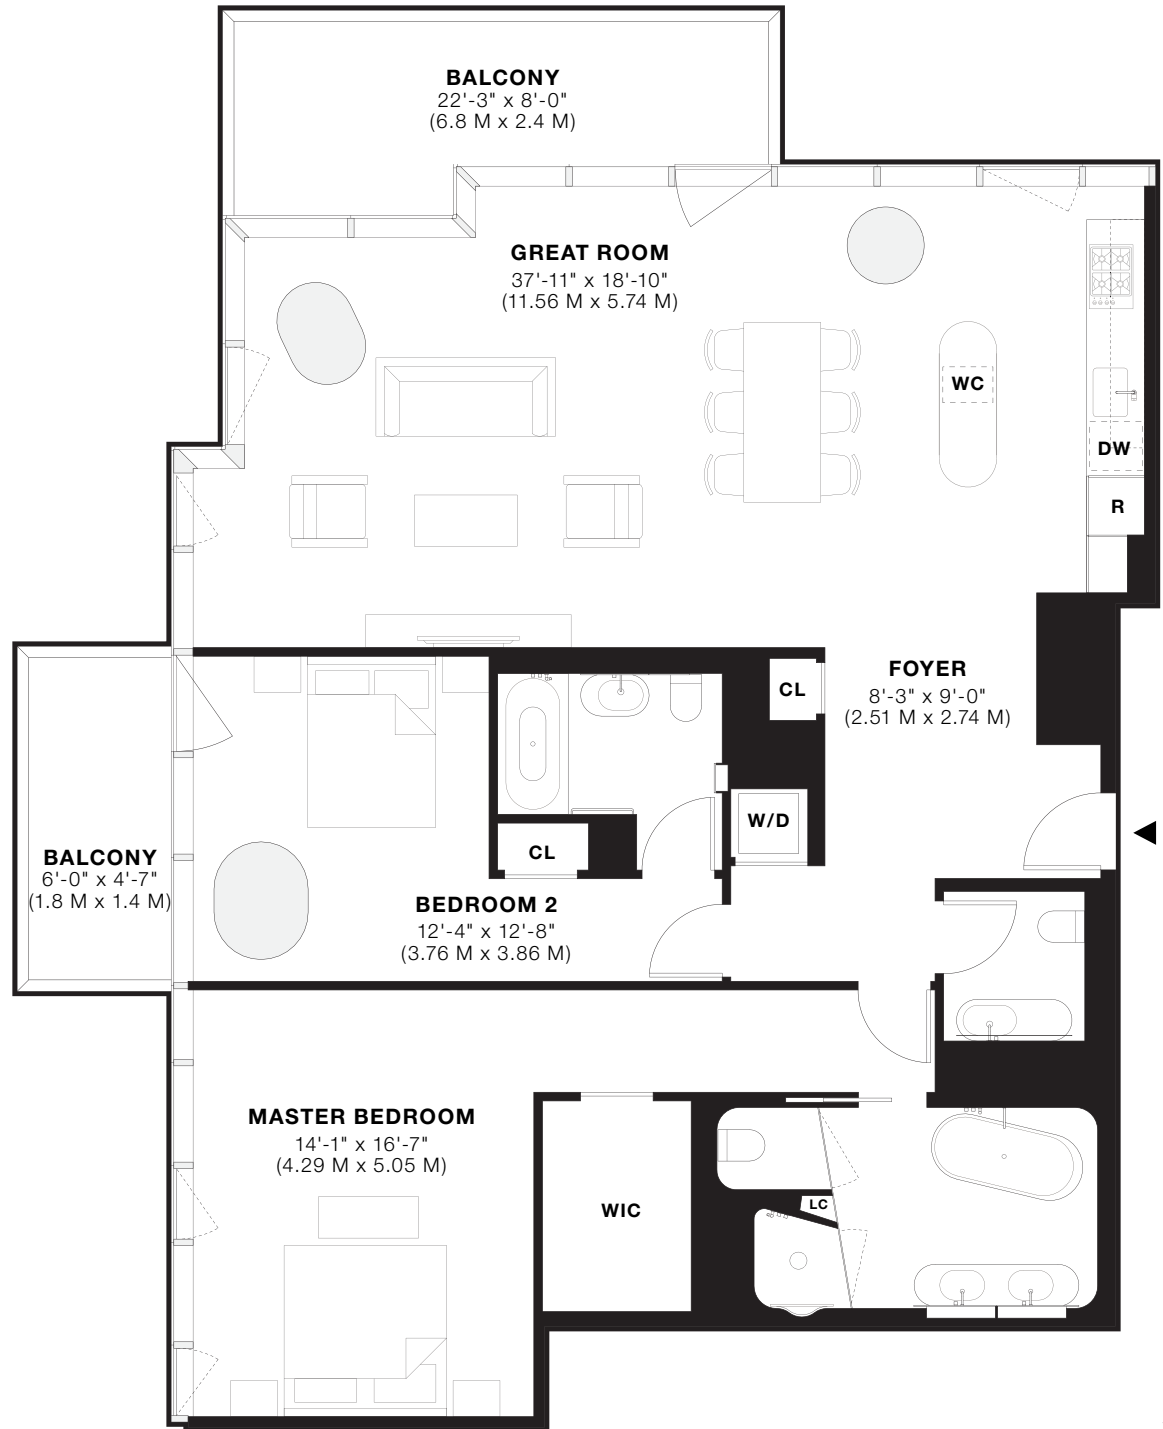 BALCONY
22'-3" x 8'-0"
(6.8 M x 2.4 M)
GREAT ROOM
37'-11" x 18'-10"
(11.56 M x 5.74 M)
WC
DW
R
CL
FOYER
8'-3" x 9'-0"
(2.51 M x 2.74 M)
W/D
CL
BALCONY
6'-0" x 4'-7"
(1.8 M x 1.4 M)
BEDROOM 2
12'-4" x 12'-8"
(3.76 M x 3.86 M)
MASTER BEDROOM
14'-1" x 16'-7"
(4.29 M x 5.05 M)
WIC
LC